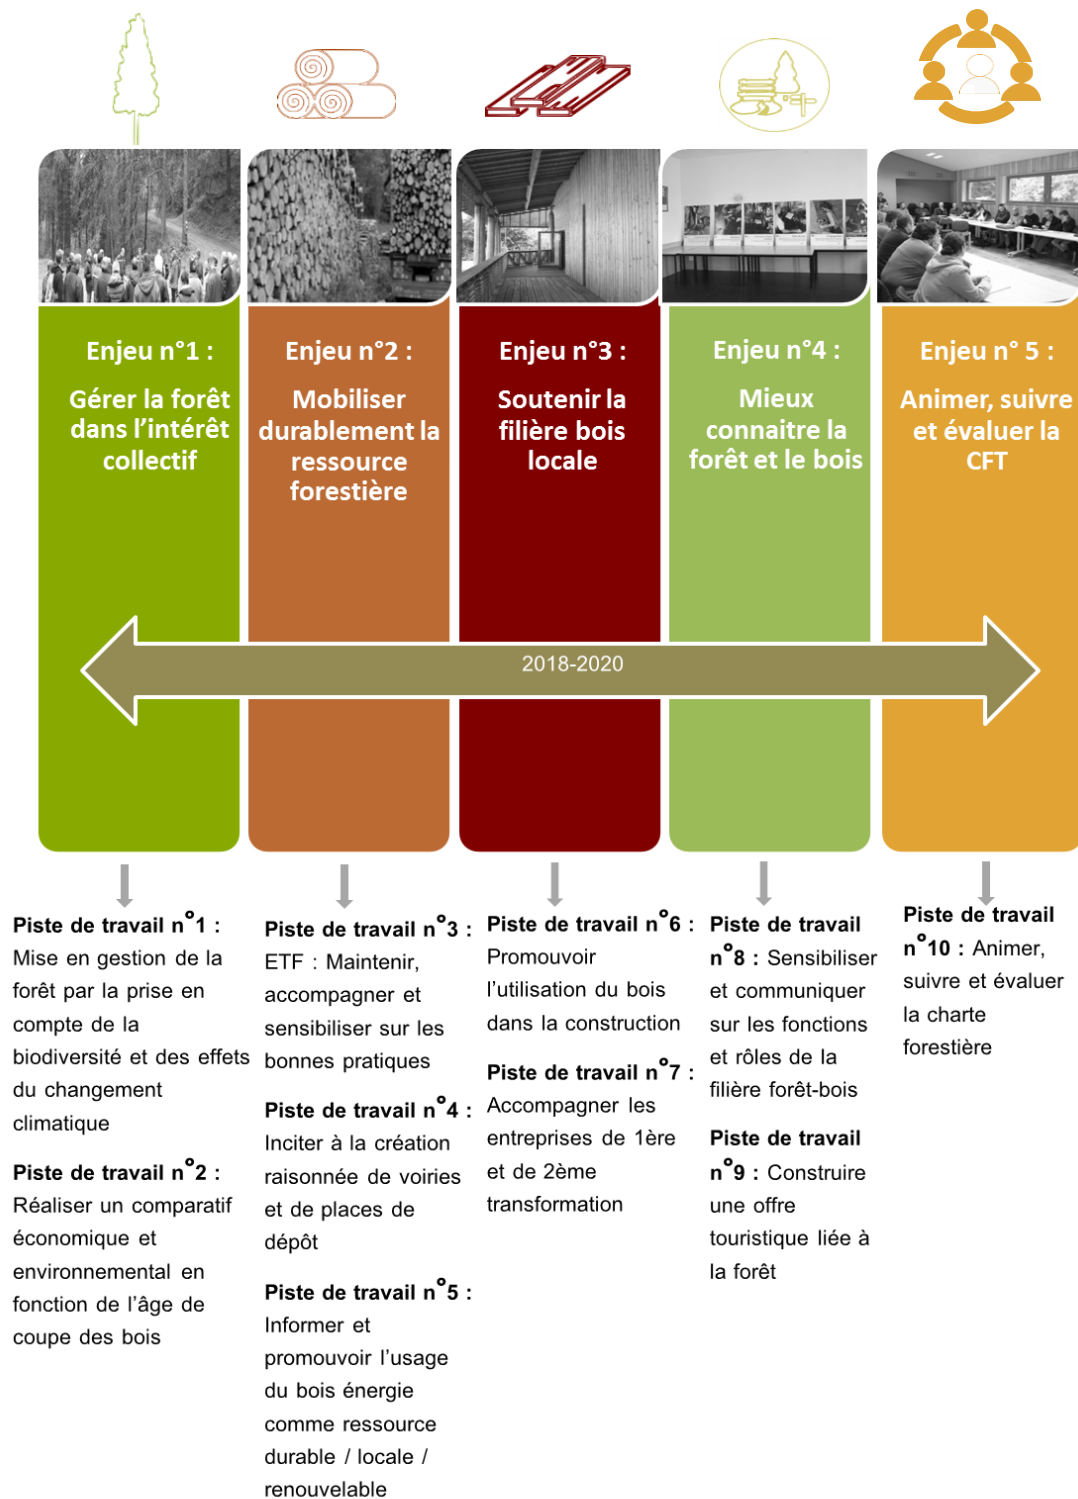 Enjeu n°1 :
Gérer la forêt
dans l’intérêt
collectif
Enjeu n°2 :
Mobiliser
durablement la
ressource
forestière
Enjeu n°3 :
Soutenir la
filière bois
locale
Enjeu n°4 :
Mieux
connaitre la
forêt et le bois
Enjeu n° 5 :
Animer, suivre
et évaluer la
CFT
2018-2020
Piste de travail n°1 :
Mise en gestion de la
forêt par la prise en
compte de la
biodiversité et des effets
du changement
climatique
Piste de travail n°2 :
Réaliser un comparatif
économique et
environnemental en
fonction de l’âge de
coupe des bois
Piste de travail n°3 :
ETF : Maintenir,
accompagner et
sensibiliser sur les
bonnes pratiques
Piste de travail n°4 :
Inciter à la création
raisonnée de voiries
et de places de
dépôt
Piste de travail n°5 :
Informer et
promouvoir l’usage
du bois énergie
comme ressource
durable / locale /
renouvelable
Piste de travail n°6 :
Promouvoir
l’utilisation du bois
dans la construction
Piste de travail n°7 :
Accompagner les
entreprises de 1ère
et de 2ème
transformation
Piste de travail
n°8 : Sensibiliser
et communiquer
sur les fonctions
et rôles de la
filière forêt-bois
Piste de travail
n°9 : Construire
une offre
touristique liée à
la forêt
Piste de travail
n°10 : Animer,
suivre et évaluer
la charte
forestière